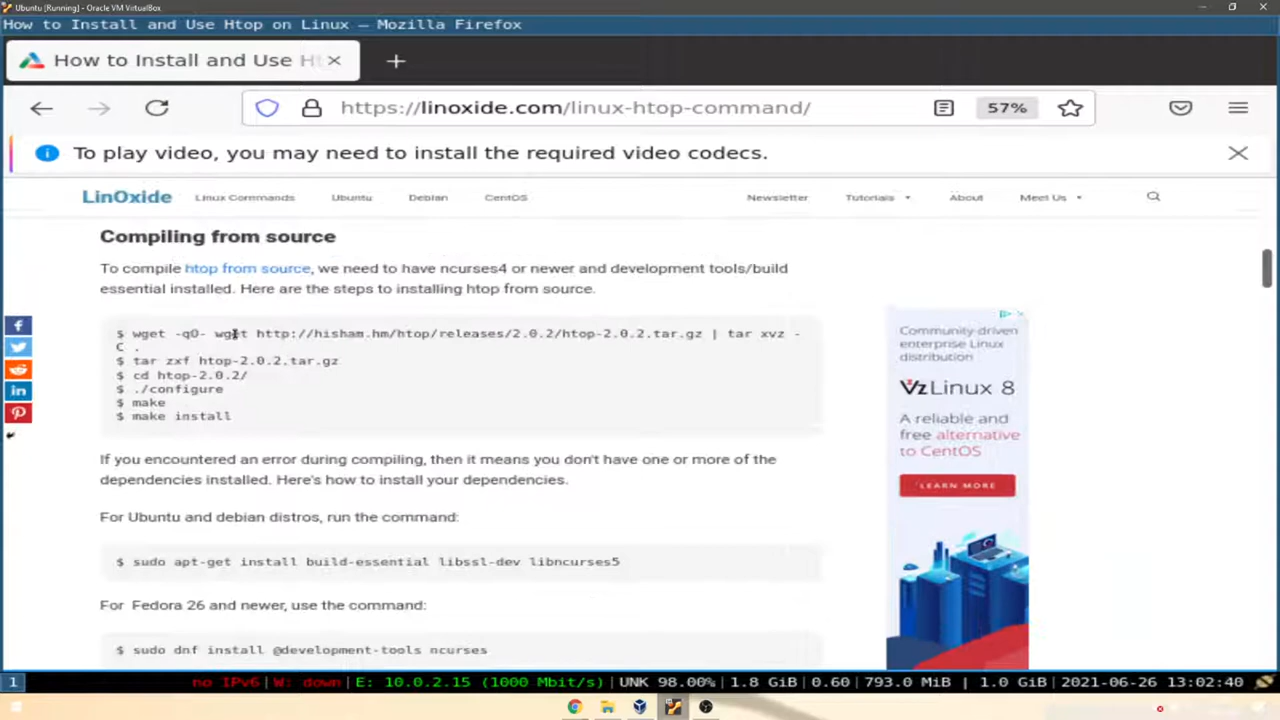 Ubuntu [Running] - Oracle VM VirtualBox
How to Install and Use Htop on Linux — Mozilla Firefox
How to Install and Use Ht
https://linoxide.com/linux-htop-command/
57%
To play video, you may need to install the required video codecs.
LinOxide
Linux Commands
Ubuntu
Debian
CentOS
Newsletter
Tutorials
About
Meet Us
Compiling from source
To compile htop from source, we need to have ncurses4 or newer and development tools/build
essential installed. Here are the steps to installing htop from source.
$ wget -qO- wget http://hisham.hm/htop/releases/2.0.2/htop-2.0.2.tar.gz | tar xvz -
C .
$ tar zxf htop-2.0.2.tar.gz
$ cd htop-2.0.2/
$ ./configure
$ make
$ make install
If you encountered an error during compiling, then it means you don't have one or more of the
dependencies installed. Here's how to install your dependencies.
For Ubuntu and debian distros, run the command:
$ sudo apt-get install build-essential libssl-dev libncurses5
For Fedora 26 and newer, use the command:
$ sudo dnf install @development-tools ncurses
Community-driven
enterprise Linux
distribution
VzLinux 8
A reliable and
free alternative
to CentOS
LEARN MORE
1
no IPv6|W: down|E: 10.0.2.15 (1000 Mbit/s)|UNK 98.00%|1.8 GiB|0.60|793.0 MiB | 1.0 GiB|2021-06-26 13:02:40